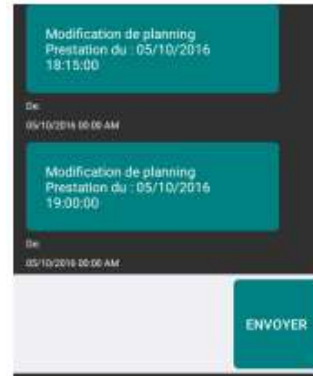 Modification de planning
Prestation du : 05/10/2016
18:15:00
De:
05/10/2016 00:00 AM
Modification de planning
Prestation du : 05/10/2016
19:00:00
De:
05/10/2016 00:00 AM
ENVOYER